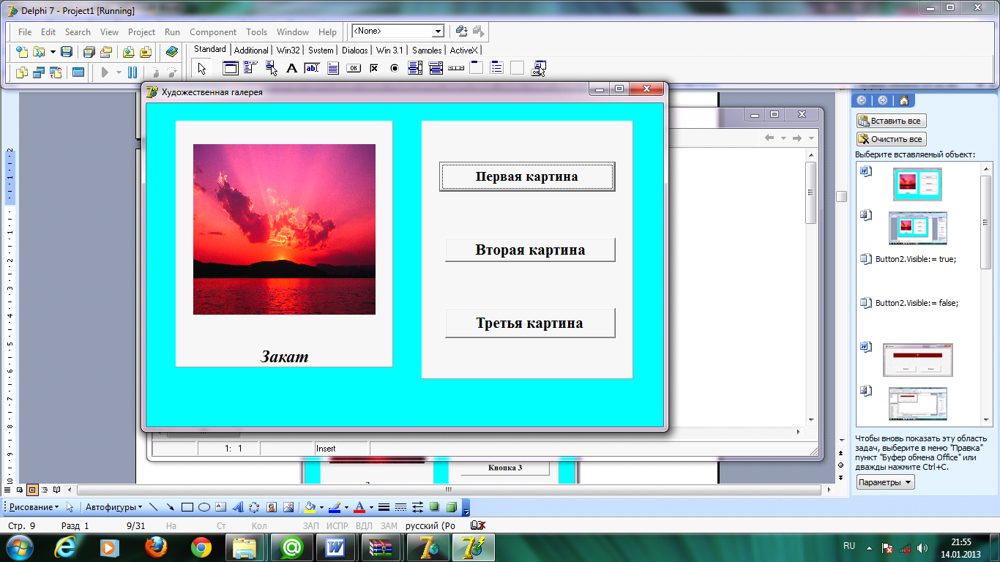 Delphi 7 - Project1 [Running]
File Edit Search View Project Run Component Tools Window Help
<None>
Standard Additional Win32 System Dialogs Win 3.1 Samples ActiveX
Художественная галерея
Первая картина
Вторая картина
Третья картина
Закат
1: 1
Insert
Кнопка 3
Вставить все
Очистить все
Выберите вставляемый объект:
Button2.Visible:= true;
Button2.Visible:= false;
Чтобы вновь показать эту область
задач, выберите в меню "Правка"
пункт "Буфер обмена Office" или
дважды нажмите Ctrl+C.
Параметры
Рисование Автофигуры
Стр. 9 Разд 1 9/31 На Ст Кол ЗАП ИСПР ВДЛ ЗАМ русский (Ро
RU
21:55
14.01.2013